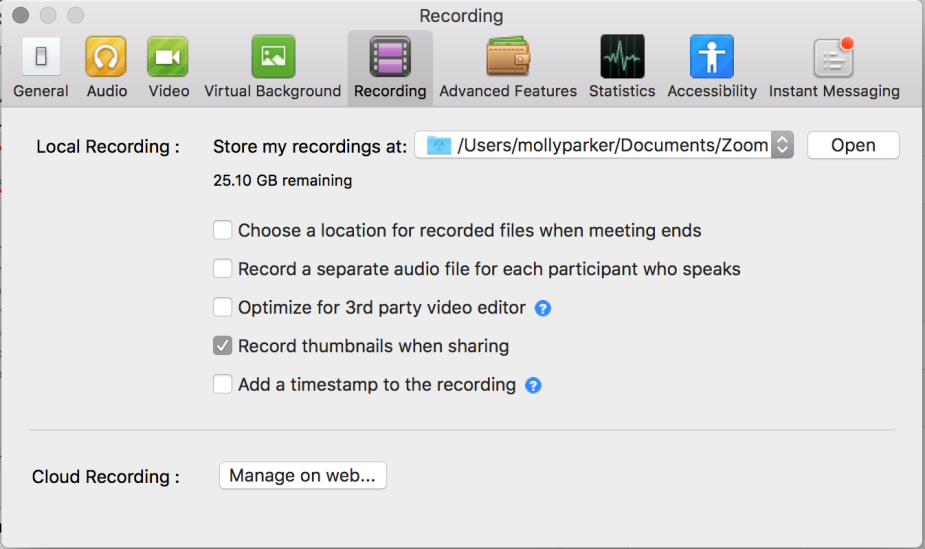 Recording
General Audio Video Virtual Background Recording Advanced Features Statistics Accessibility Instant Messaging
Local Recording : Store my recordings at: /Users/mollyparker/Documents/Zoom Open
25.10 GB remaining
Choose a location for recorded files when meeting ends
Record a separate audio file for each participant who speaks
Optimize for 3rd party video editor ?
Record thumbnails when sharing
Add a timestamp to the recording ?
Cloud Recording : Manage on web...